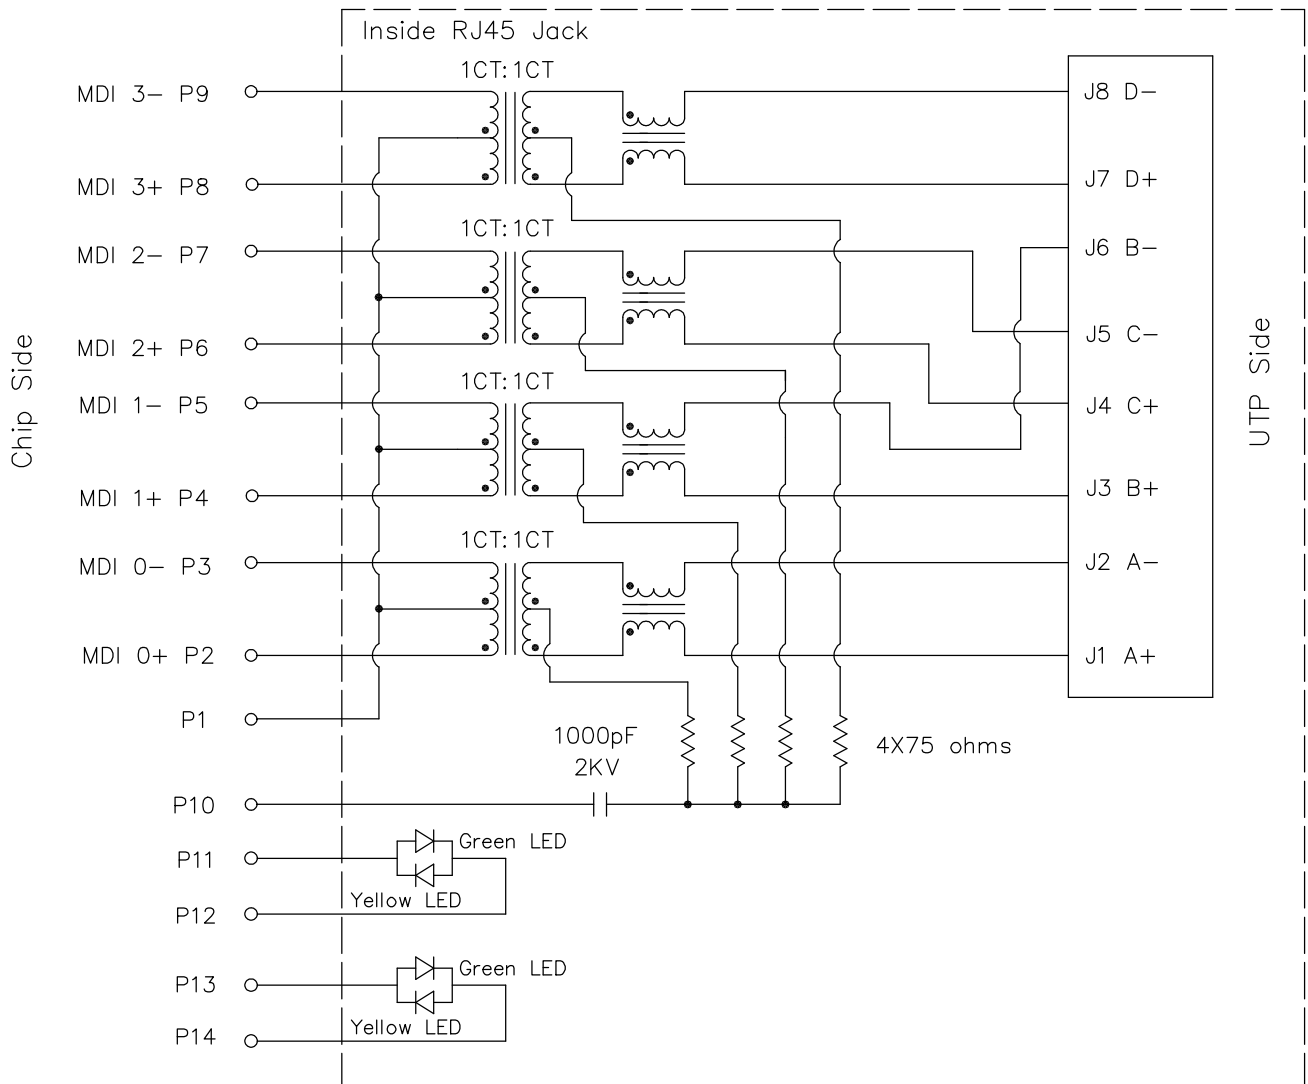 Inside RJ45 Jack
1CT:1CT
MDI 3- P9
J8 D-
MDI 3+ P8
J7 D+
1CT:1CT
MDI 2- P7
J6 B-
MDI 2+ P6
J5 C-
1CT:1CT
MDI 1- P5
J4 C+
MDI 1+ P4
J3 B+
1CT:1CT
MDI 0- P3
J2 A-
MDI 0+ P2
J1 A+
Chip Side
UTP Side
P1
1000pF
2KV
4X75 ohms
P10
P11
Green LED
Yellow LED
P12
P13
Green LED
Yellow LED
P14